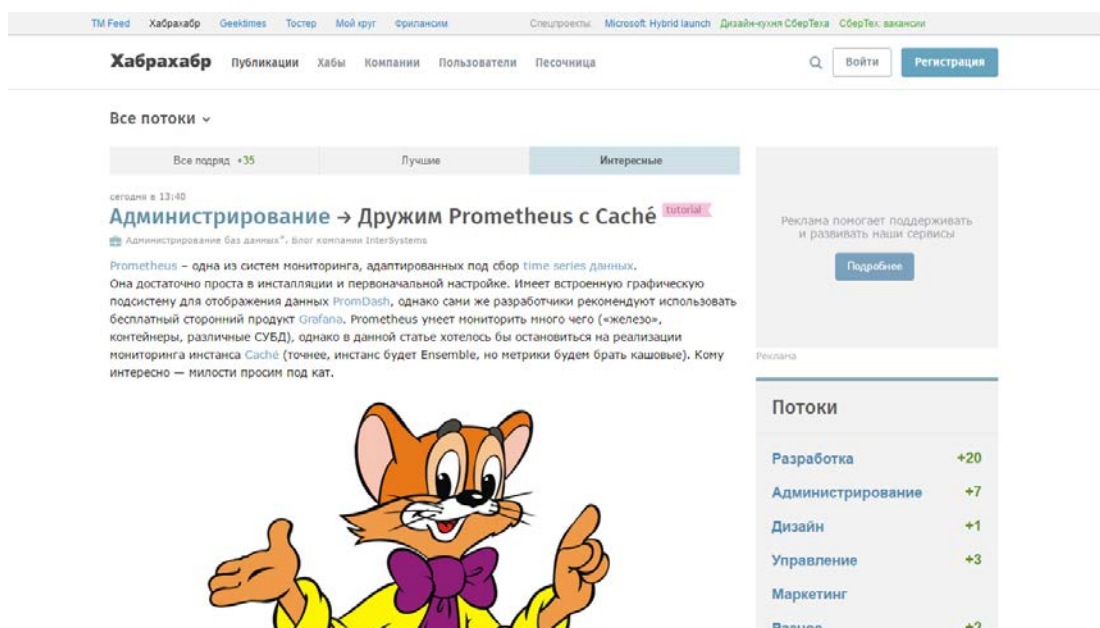 TM Feed Хабрахабр Geektimes Тостер Мой круг Фрилансим Спецпроекты: Microsoft Hybrid launch Дизайн-кухня СберТеха СберТех: вакансии
Хабрахабр Публикации Хабы Компании Пользователи Песочница Войти Регистрация
Все потоки
Все подряд +35 Лучшие Интересные
сегодня в 13:40
Администрирование → Дружим Prometheus с Caché tutorial
Администрирование баз данных*, Блог компании InterSystems
Prometheus – одна из систем мониторинга, адаптированных под сбор time series данных.
Она достаточно проста в инсталляции и первоначальной настройке. Имеет встроенную графическую
подсистему для отображения данных PromDash, однако сами же разработчики рекомендуют использовать
бесплатный сторонний продукт Grafana. Prometheus умеет мониторить много чего («железо»,
контейнеры, различные СУБД), однако в данной статье хотелось бы остановиться на реализации
мониторинга инстанса Caché (точнее, инстанс будет Ensemble, но метрики будем брать кашовые). Кому
интересно — милости просим под кат.
Реклама помогает поддерживать
и развивать наши сервисы
Подробнее
Реклама
Потоки
Разработка +20
Администрирование +7
Дизайн +1
Управление +3
Маркетинг
Разное +2